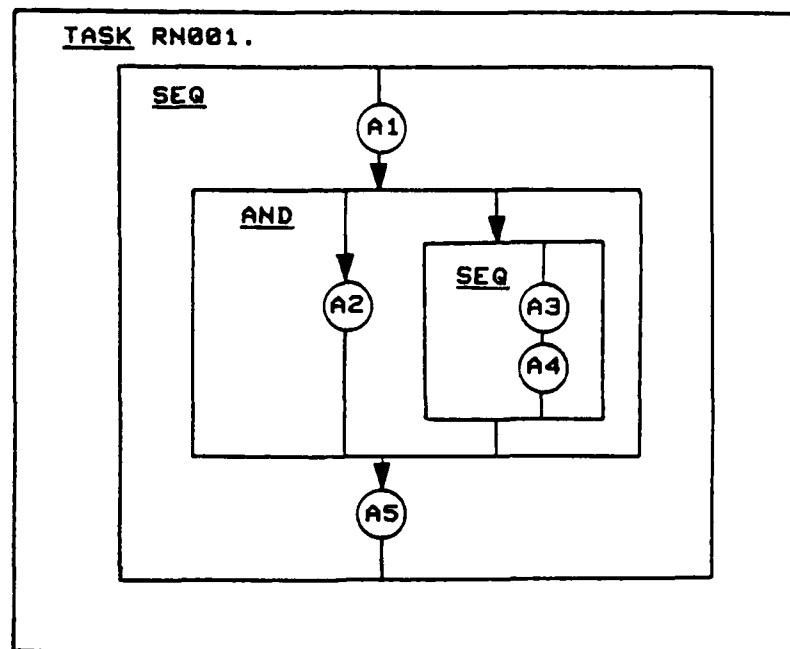 TASK RN001.
SEQ
A1
AND
SEQ
A2
A3
A4
A5